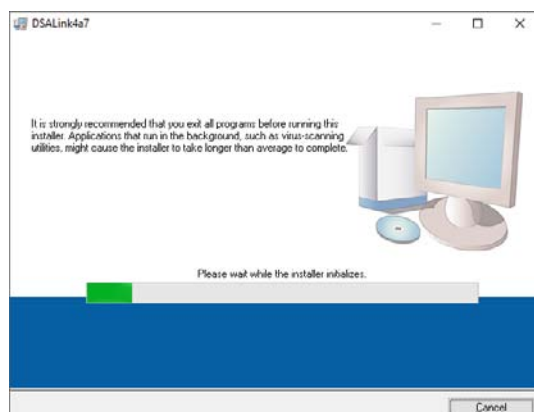 DSALink4a7
It is strongly recommended that you exit all programs before running this
installer. Applications that run in the background, such as virus-scanning
utilities, might cause the installer to take longer than average to complete.
Please wait while the installer initializes.
Cancel